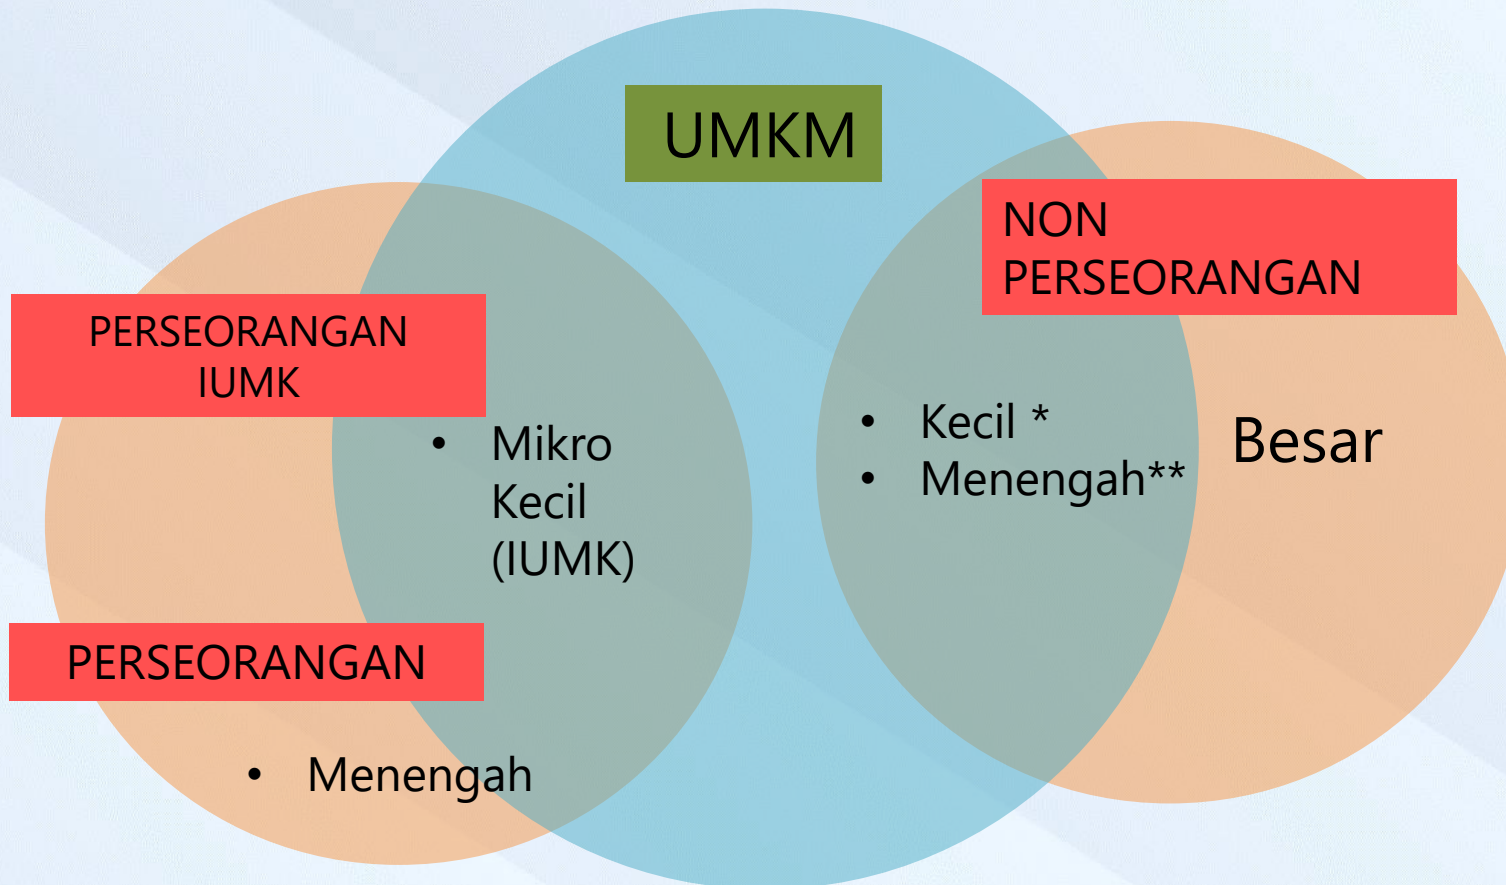 UMKM
NON
PERSEORANGAN
PERSEORANGAN
IUMK
• Mikro
Kecil
(IUMK)
• Kecil *
• Menengah**
Besar
PERSEORANGAN
• Menengah